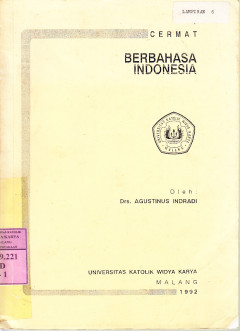 CERMAT
BERBAHASA
INDONESIA
Oleh :
Drs. AGUSTINUS INDRADI
UNIVERSITAS KATOLIK WIDYA KARYA
MALANG
1992